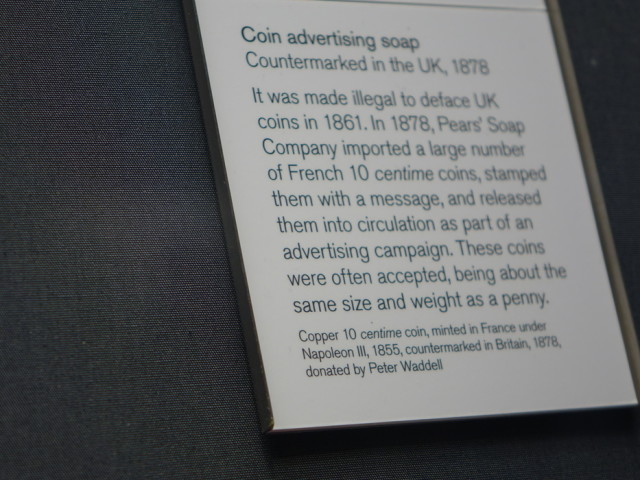 Coin advertising soap
Countermarked in the UK, 1878
It was made illegal to deface UK
coins in 1861. In 1878, Pears' Soap
Company imported a large number
of French 10 centime coins, stamped
them with a message, and released
them into circulation as part of an
advertising campaign. These coins
were often accepted, being about the
same size and weight as a penny.
Copper 10 centime coin, minted in France under
Napoleon III, 1855, countermarked in Britain, 1878,
donated by Peter Waddell